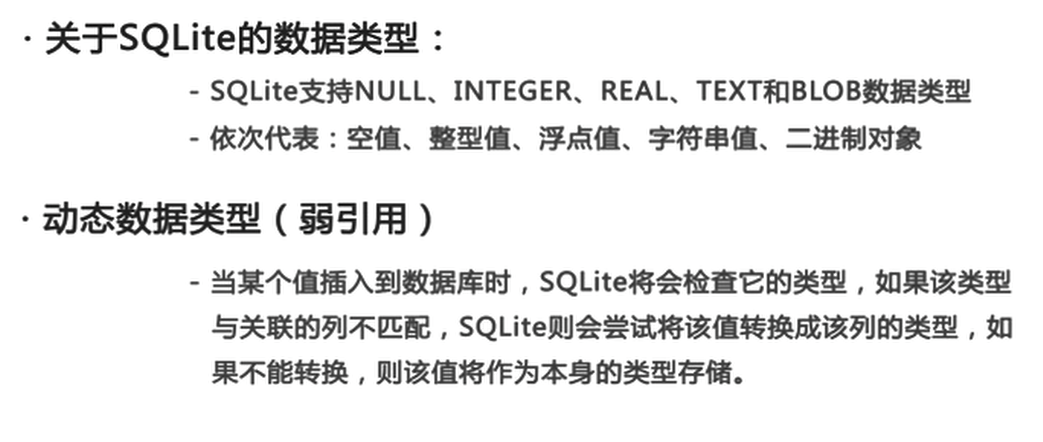 · 关于SQLite的数据类型：
- SQLite支持NULL、INTEGER、REAL、TEXT和BLOB数据类型
- 依次代表：空值、整型值、浮点值、字符串值、二进制对象
· 动态数据类型（弱引用）
- 当某个值插入到数据库时，SQLite将会检查它的类型，如果该类型
与关联的列不匹配，SQLite则会尝试将该值转换成该列的类型，如
果不能转换，则该值将作为本身的类型存储。